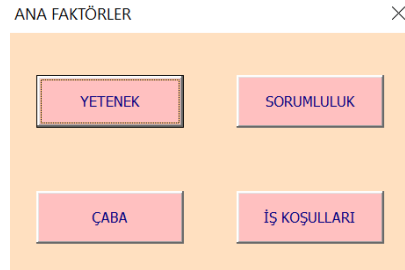 ANA FAKTÖRLER
YETENEK
SORUMLULUK
ÇABA
İŞ KOŞULLARI